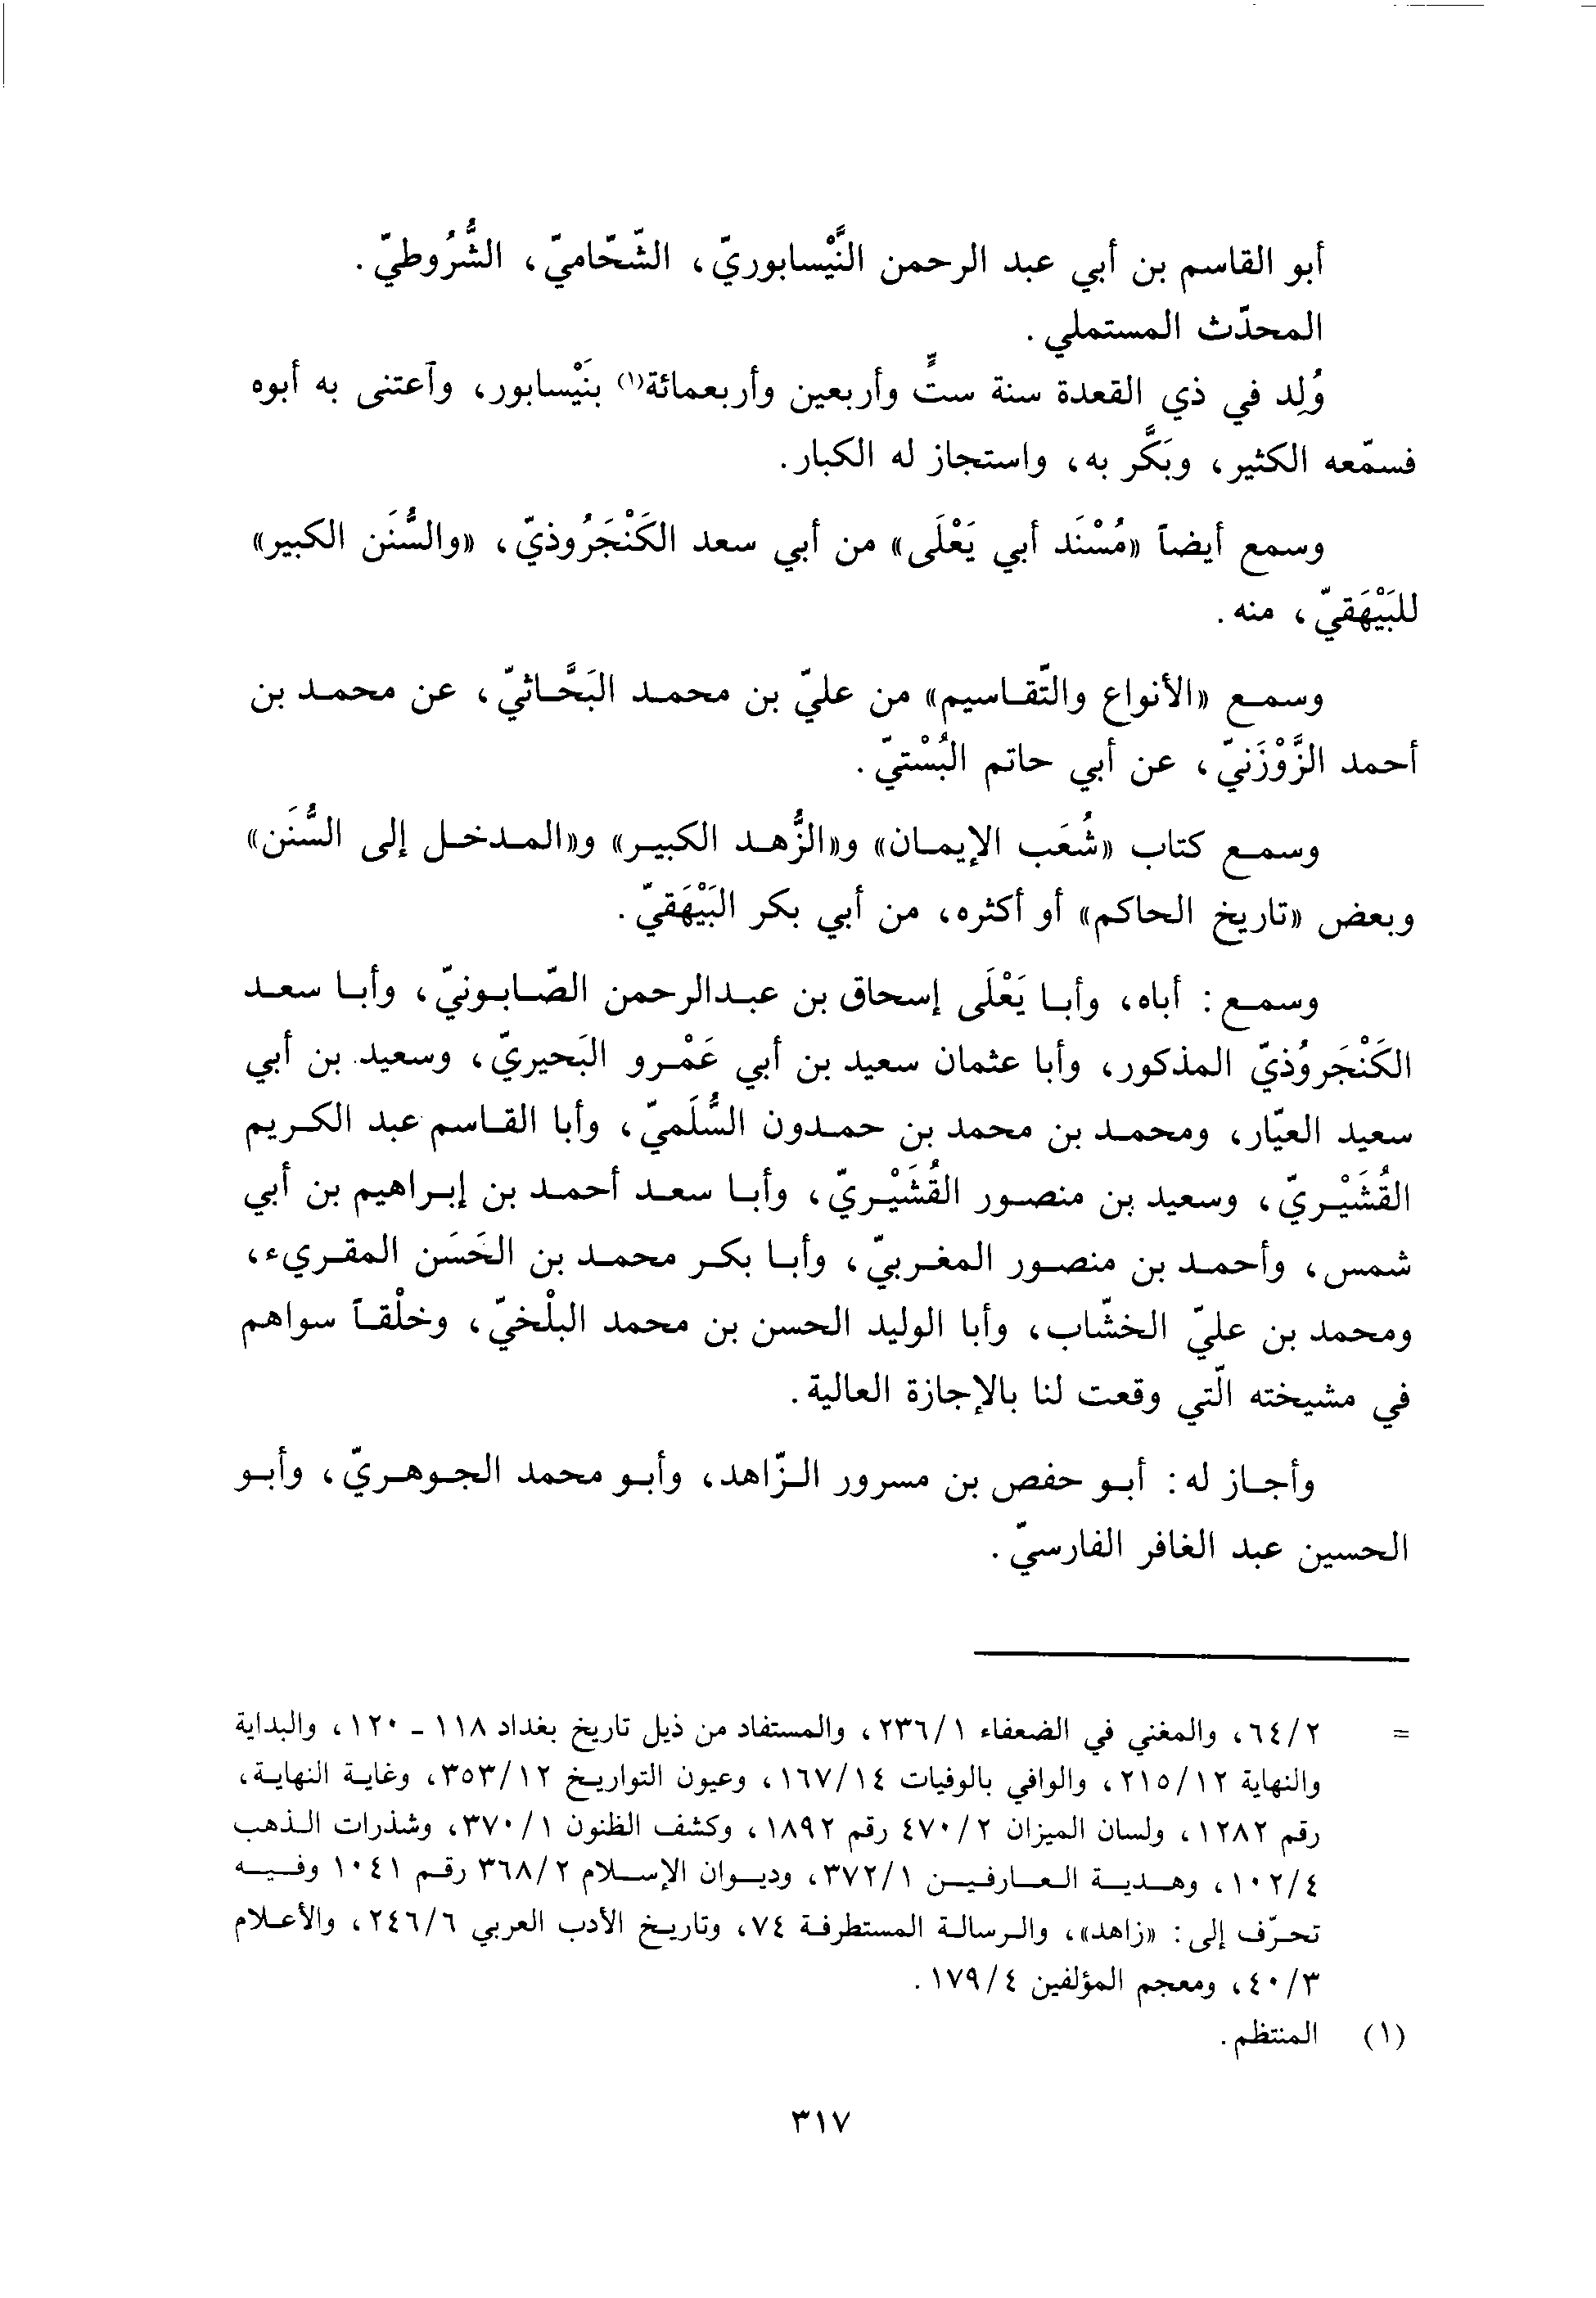 أبو القاسم بن أبي عبد الرحمن النَّيْسابوريّ، الشّحّاميّ، الشُّرُوطيّ.
المحدّث المستملي.
وُلِد في ذي القعدة سنة ستٍّ وأربعين وأربعمائة(١) بنَيْسابور، وآعتنى به أبوه
فسمّعه الكثير، وبَكَّر به، واستجاز له الكبار.
وسمع أيضاً «مُسْنَد أبي يَعْلَى» من أبي سعد الكَنْجَرُوذيّ، «والسُّنَن الكبير»
للبَيْهَقيّ، منه.
وسمع «الأنواع والتّقاسيم» من عليّ بن محمد البَحَّاثيّ، عن محمد بن
أحمد الزَّوْزَنيّ، عن أبي حاتم البُسْتيّ.
وسمع كتاب «شُعَب الإيمان» و«الزُّهد الكبير» و«المدخل إلى السُّنَن»
وبعض «تاريخ الحاكم» أو أكثره، من أبي بكر البَيْهَقيّ.
وسمع: أباه، وأبا يَعْلَى إسحاق بن عبدالرحمن الصّابونيّ، وأبا سعد
الكَنْجَروُذيّ المذكور، وأبا عثمان سعيد بن أبي عَمْرو البَحيريّ، وسعيد بن أبي
سعيد العيّار، ومحمد بن محمد بن حمدون السُّلَميّ، وأبا القاسم عبد الكريم
القُشَيْريّ، وسعيد بن منصور القُشَيْريّ، وأبا سعد أحمد بن إبراهيم بن أبي
شمس، وأحمد بن منصور المغربيّ، وأبا بكر محمد بن الحَسَن المقريء،
ومحمد بن عليّ الخشّاب، وأبا الوليد الحسن بن محمد البلْخيّ، وخلْقاً سواهم
في مشيخته الّتي وقعت لنا بالإجازة العالية.
وأجاز له: أبو حفص بن مسرور الزّاهد، وأبو محمد الجوهريّ، وأبو
الحسين عبد الغافر الفارسيّ.
= ٦٤/٢، والمغني في الضعفاء ٢٣٦/١، والمستفاد من ذيل تاريخ بغداد ١١٨ - ١٢٠، والبداية
والنهاية ٢١٥/١٢، والوافي بالوفيات ١٦٧/١٤، وعيون التواريخ ٣٥٣/١٢، وغاية النهاية،
رقم ١٢٨٢، ولسان الميزان ٤٧٠/٢ رقم ١٨٩٢، وكشف الظنون ٣٧٠/١، وشذرات الذهب
١٠٢/٤، وهدية العارفين ٣٧٢/١، وديوان الإسلام ٣٦٨/٢ رقم ١٠٤١ وفيه
تحرّف إلى: «زاهد»، والرسالة المستطرفة ٧٤، وتاريخ الأدب العربي ٢٤٦/٦، والأعلام
٤٠/٣، ومعجم المؤلفين ١٧٩/٤.
(١) المنتظم.
٣١٧